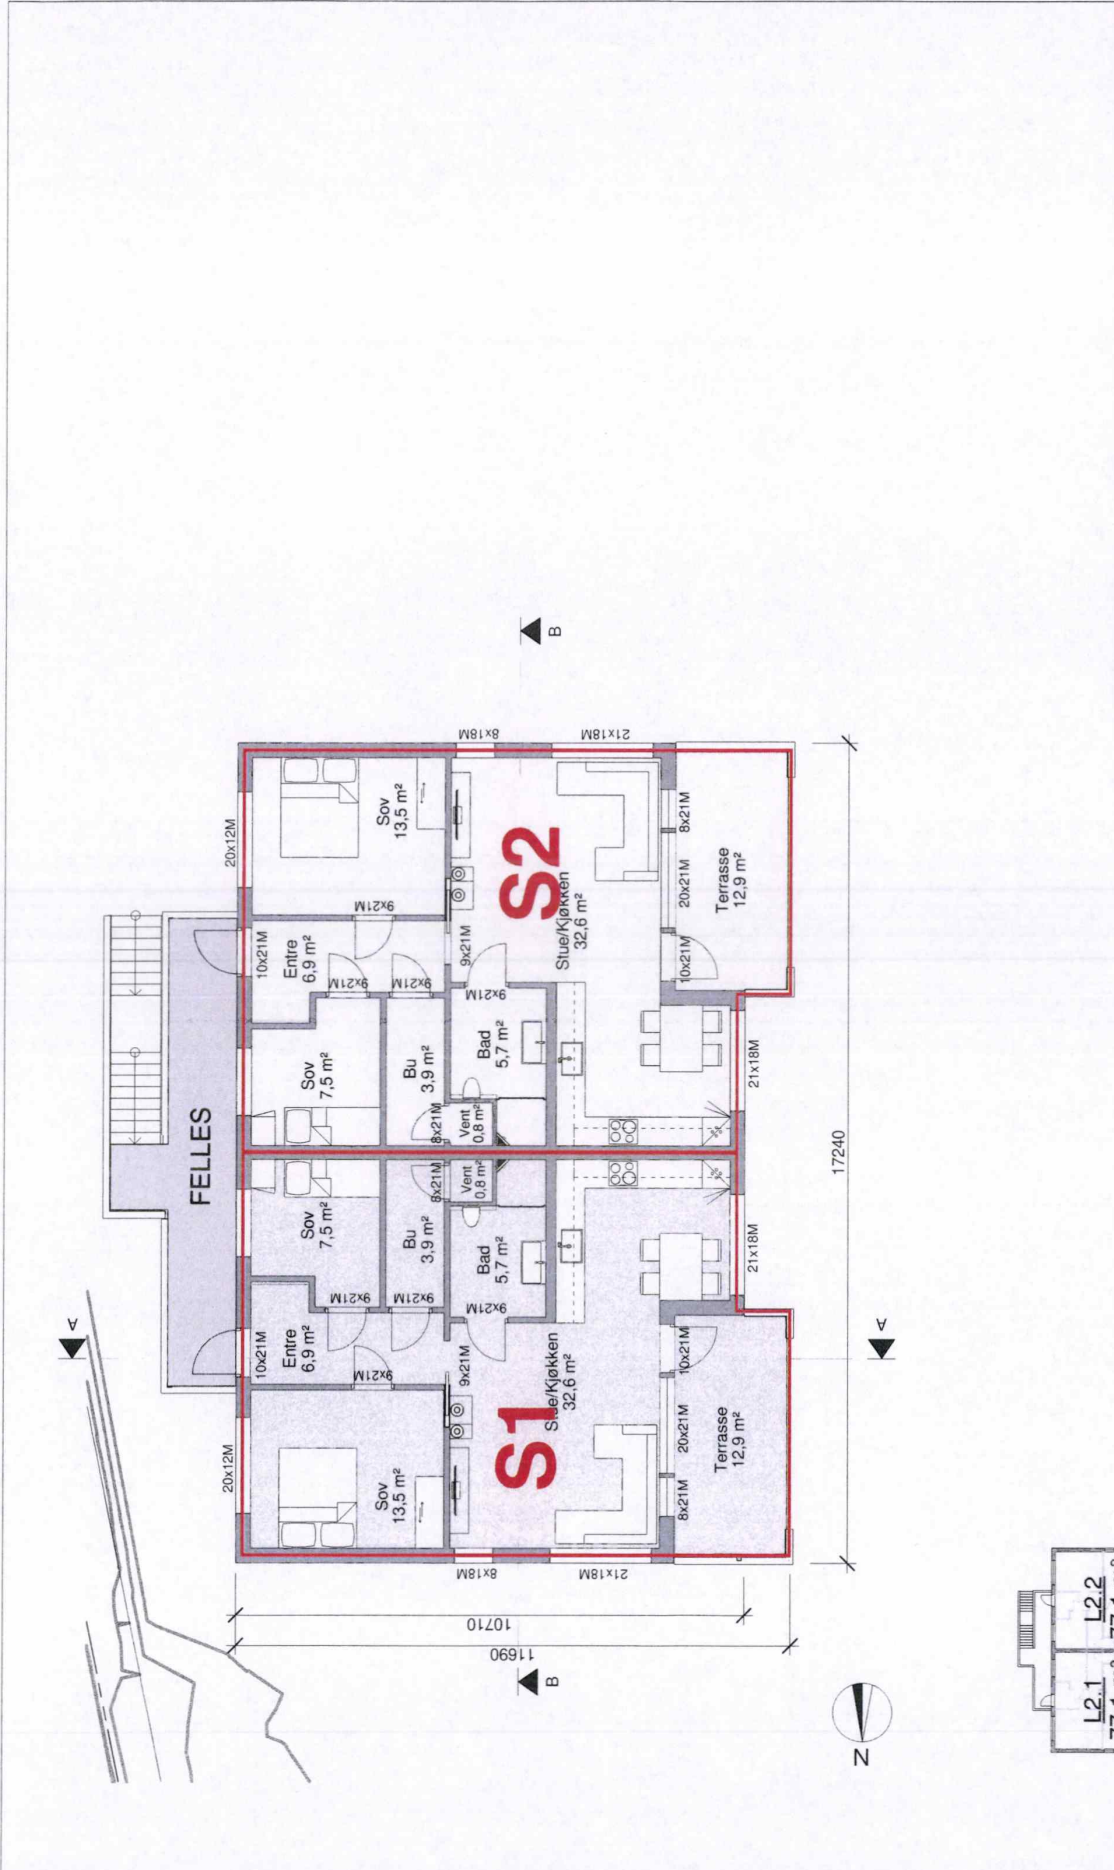 FELLES
20x12M
10x21M
10x21M
20x12M
Sov
13,5 m²
Entre
6,9 m²
Sov
7,5 m²
Sov
7,5 m²
Entre
6,9 m²
Sov
13,5 m²
9x21M
9x21M
9x21M
9x21M
9x21M
9x21M
Bu
3,9 m²
Bu
3,9 m²
8x21M
8x21M
Vent
0,8 m²
Vent
0,8 m²
8x18M
9x21M
9x21M
Bad
5,7 m²
Bad
5,7 m²
9x21M
9x21M
8x18M
S1
S2
Stue/Kjøkken
32,6 m²
Stue/Kjøkken
32,6 m²
21x18M
21x18M
8x21M
20x21M
10x21M
10x21M
20x21M
8x21M
Terrasse
12,9 m²
Terrasse
12,9 m²
21x18M
21x18M
17240
10710
11690
A
A
B
B
N
L2.1
L2.2